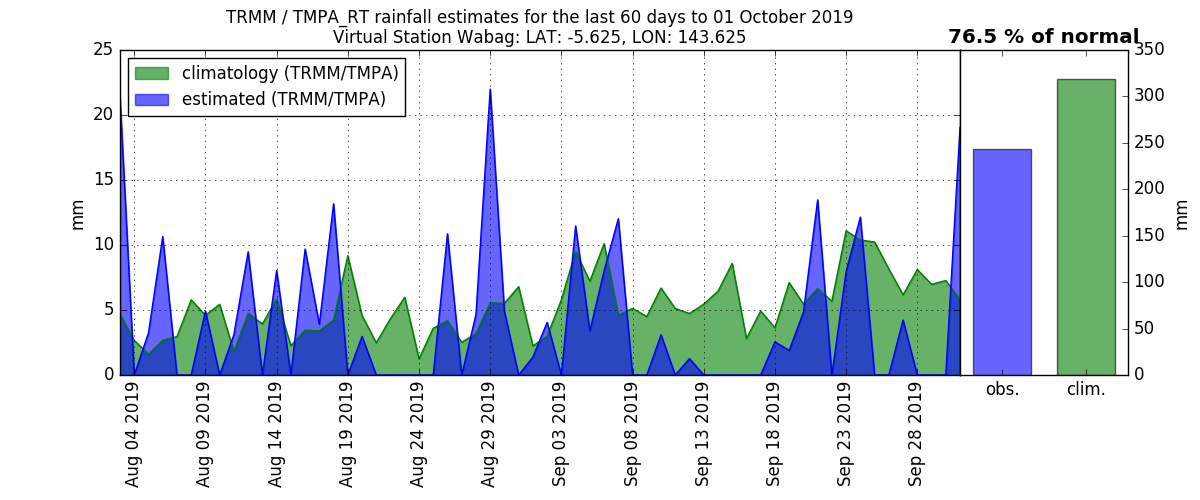 TRMM / TMPA_RT rainfall estimates for the last 60 days to 01 October 2019
Virtual Station Wabag: LAT: -5.625, LON: 143.625
76.5 % of normal
climatology (TRMM/TMPA)
estimated (TRMM/TMPA)
25
20
15
10
5
0
mm
Aug 04 2019
Aug 09 2019
Aug 14 2019
Aug 19 2019
Aug 24 2019
Aug 29 2019
Sep 03 2019
Sep 08 2019
Sep 13 2019
Sep 18 2019
Sep 23 2019
Sep 28 2019
obs.
clim.
350
300
250
200
150
100
50
0
mm